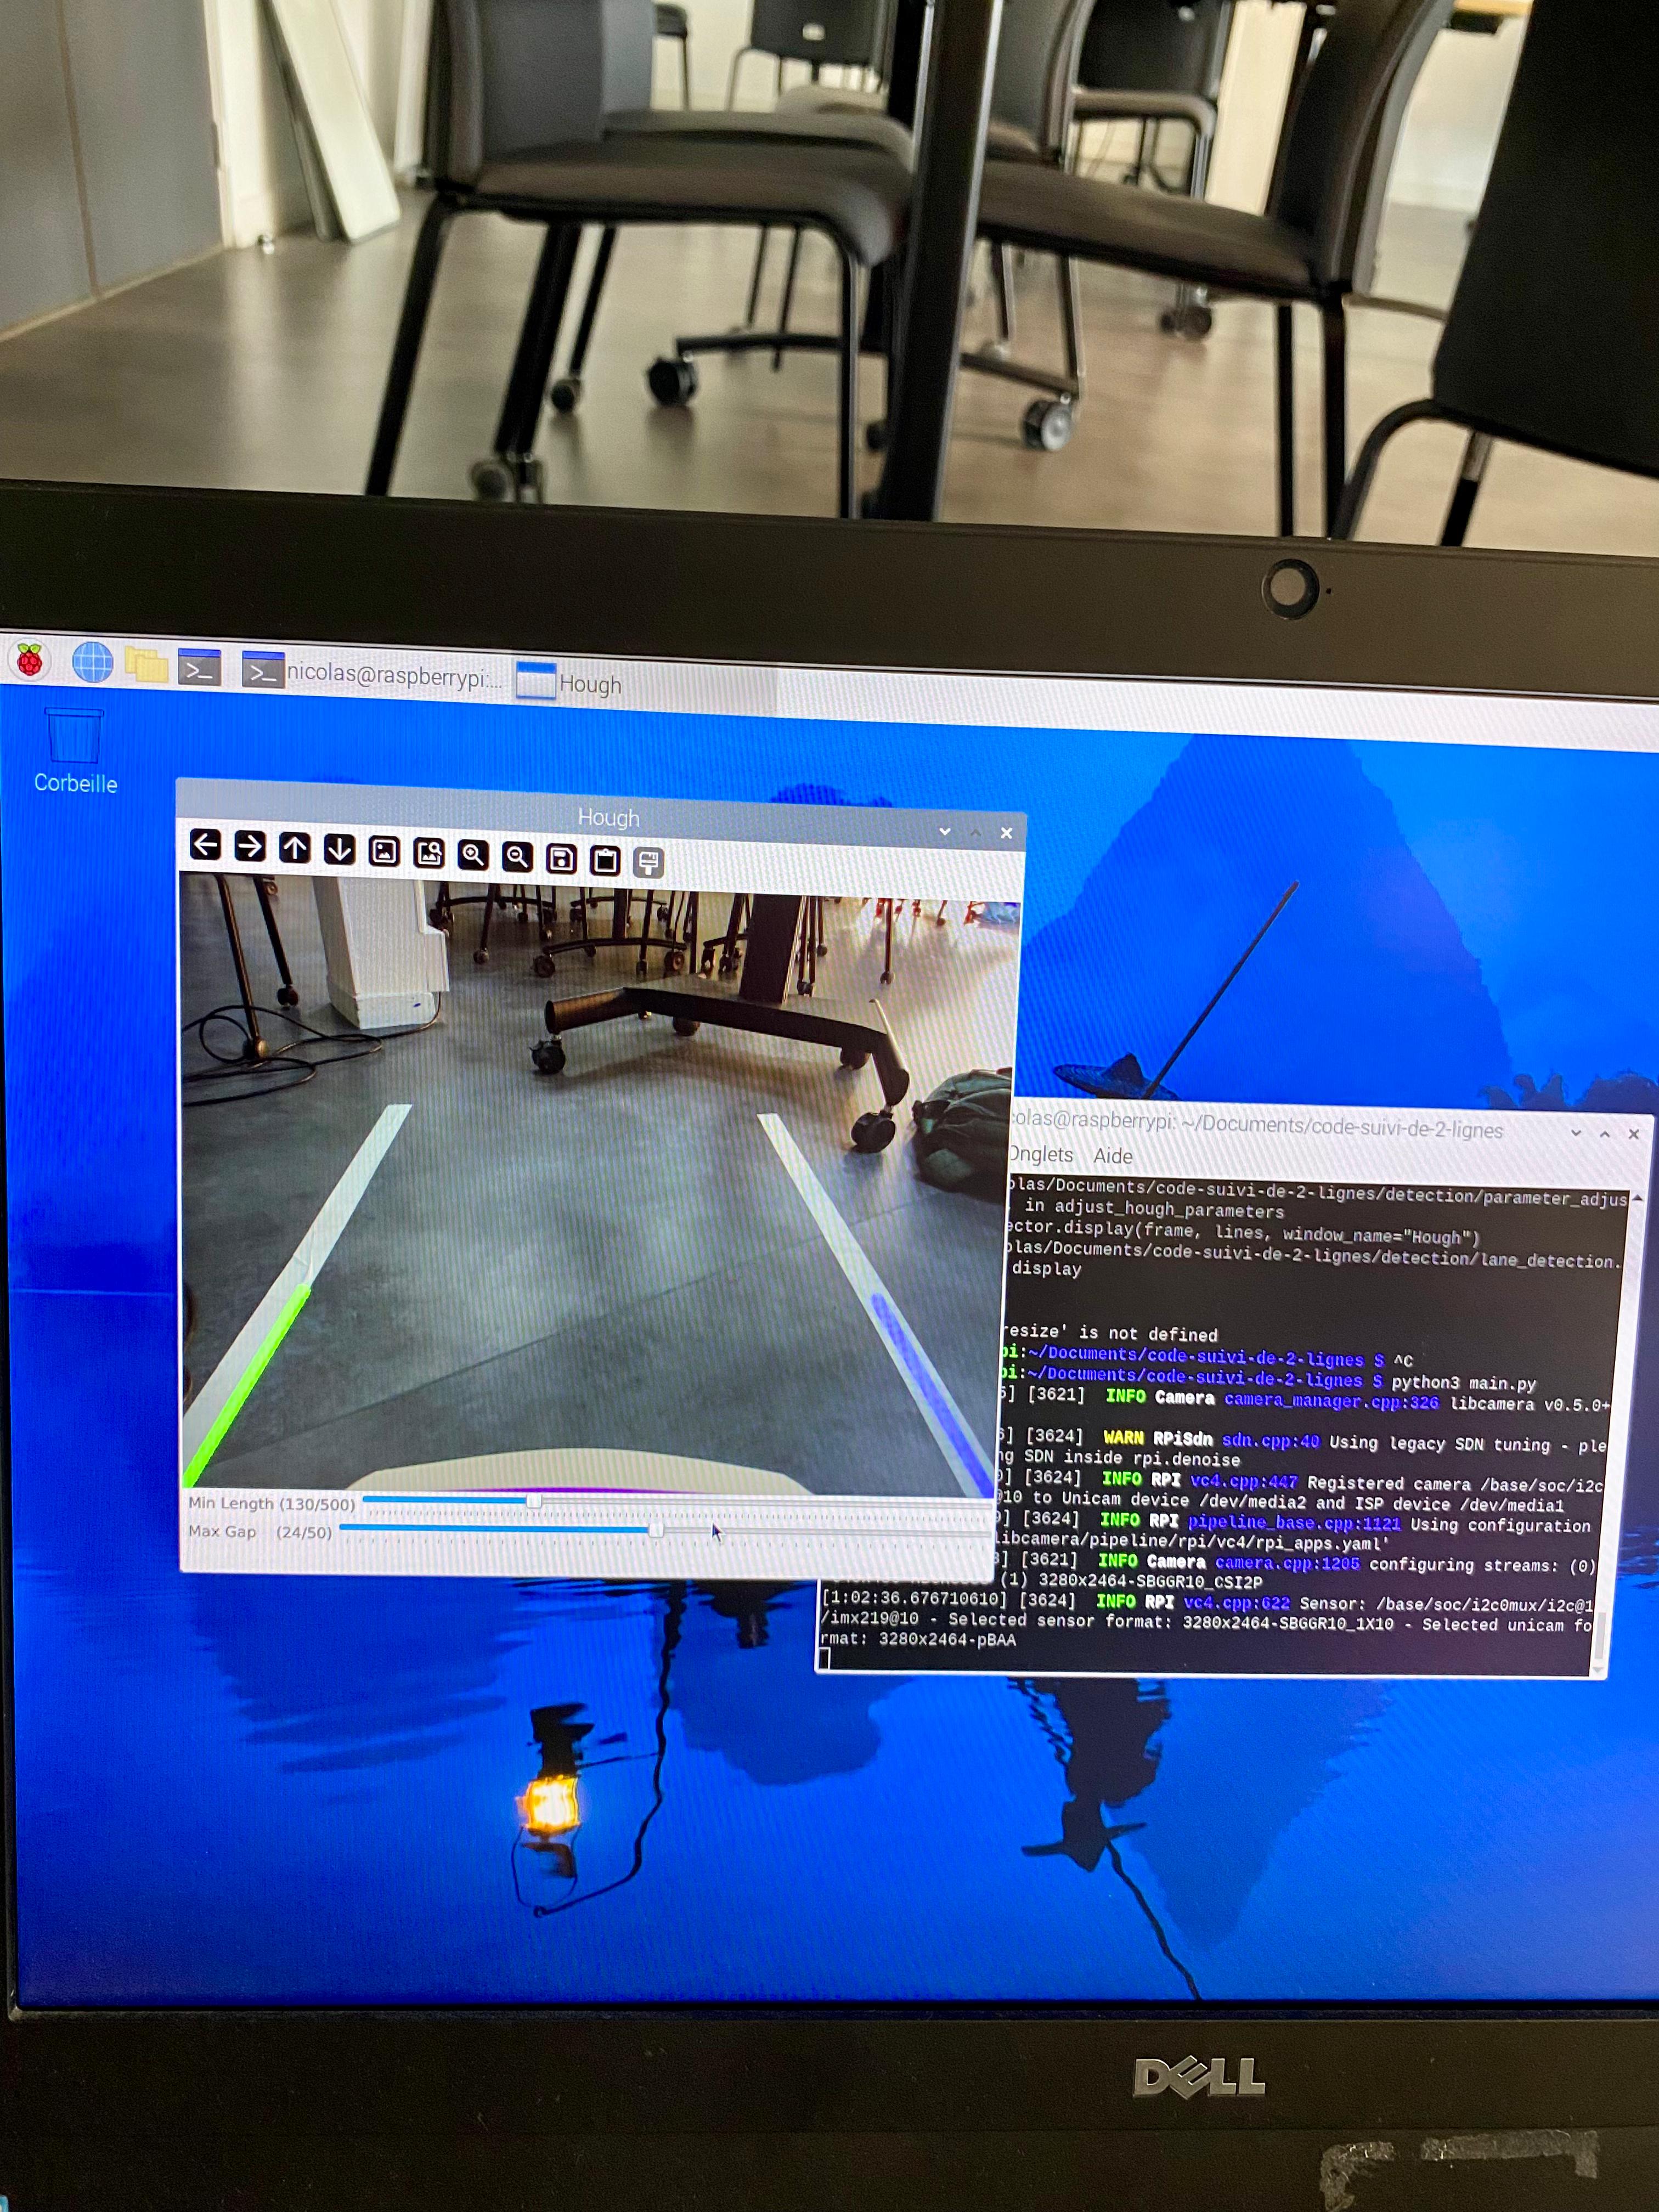 nicolas@raspberrypi:... Hough
Corbeille
Hough
Min Length (130/500)
Max Gap (24/50)
colas@raspberrypi: ~/Documents/code-suivi-de-2-lignes
Onglets Aide
olas/Documents/code-suivi-de-2-lignes/detection/parameter_adjus
, in adjust_hough_parameters
ector.display(frame, lines, window_name="Hough")
olas/Documents/code-suivi-de-2-lignes/detection/lane_detection.
display
resize' is not defined
pi:~/Documents/code-suivi-de-2-lignes $ ^C
pi:~/Documents/code-suivi-de-2-lignes $ python3 main.py
] [3621] INFO Camera camera_manager.cpp:326 libcamera v0.5.0+
] [3624] WARN RPiSdn sdn.cpp:40 Using legacy SDN tuning - ple
ng SDN inside rpi.denoise
] [3624] INFO RPI vc4.cpp:447 Registered camera /base/soc/i2c
@10 to Unicam device /dev/media2 and ISP device /dev/media1
] [3624] INFO RPI pipeline_base.cpp:1121 Using configuration
libcamera/pipeline/rpi/vc4/rpi_apps.yaml'
] [3621] INFO Camera camera.cpp:1205 configuring streams: (0)
(1) 3280x2464-SBGGR10_CSI2P
[1:02:36.676710610] [3624] INFO RPI vc4.cpp:622 Sensor: /base/soc/i2c0mux/i2c@1
/imx219@10 - Selected sensor format: 3280x2464-SBGGR10_1X10 - Selected unicam fo
rmat: 3280x2464-pBAA
DELL